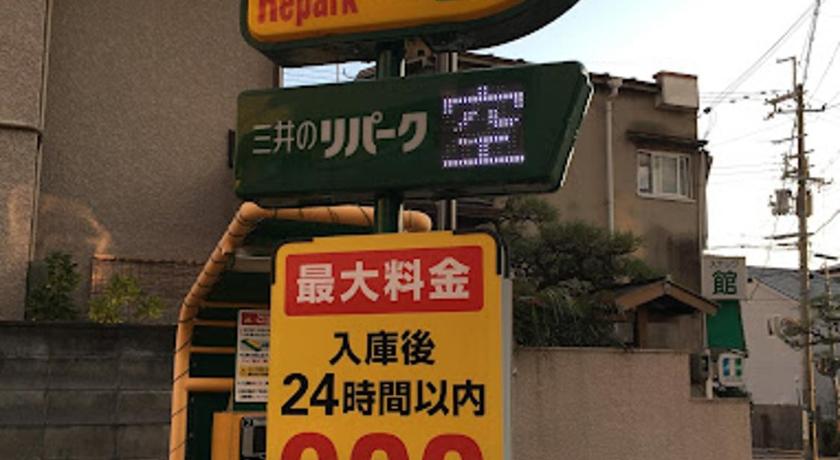 Repark
三井のリパーク 空
最大料金
入庫後
24時間以内
館